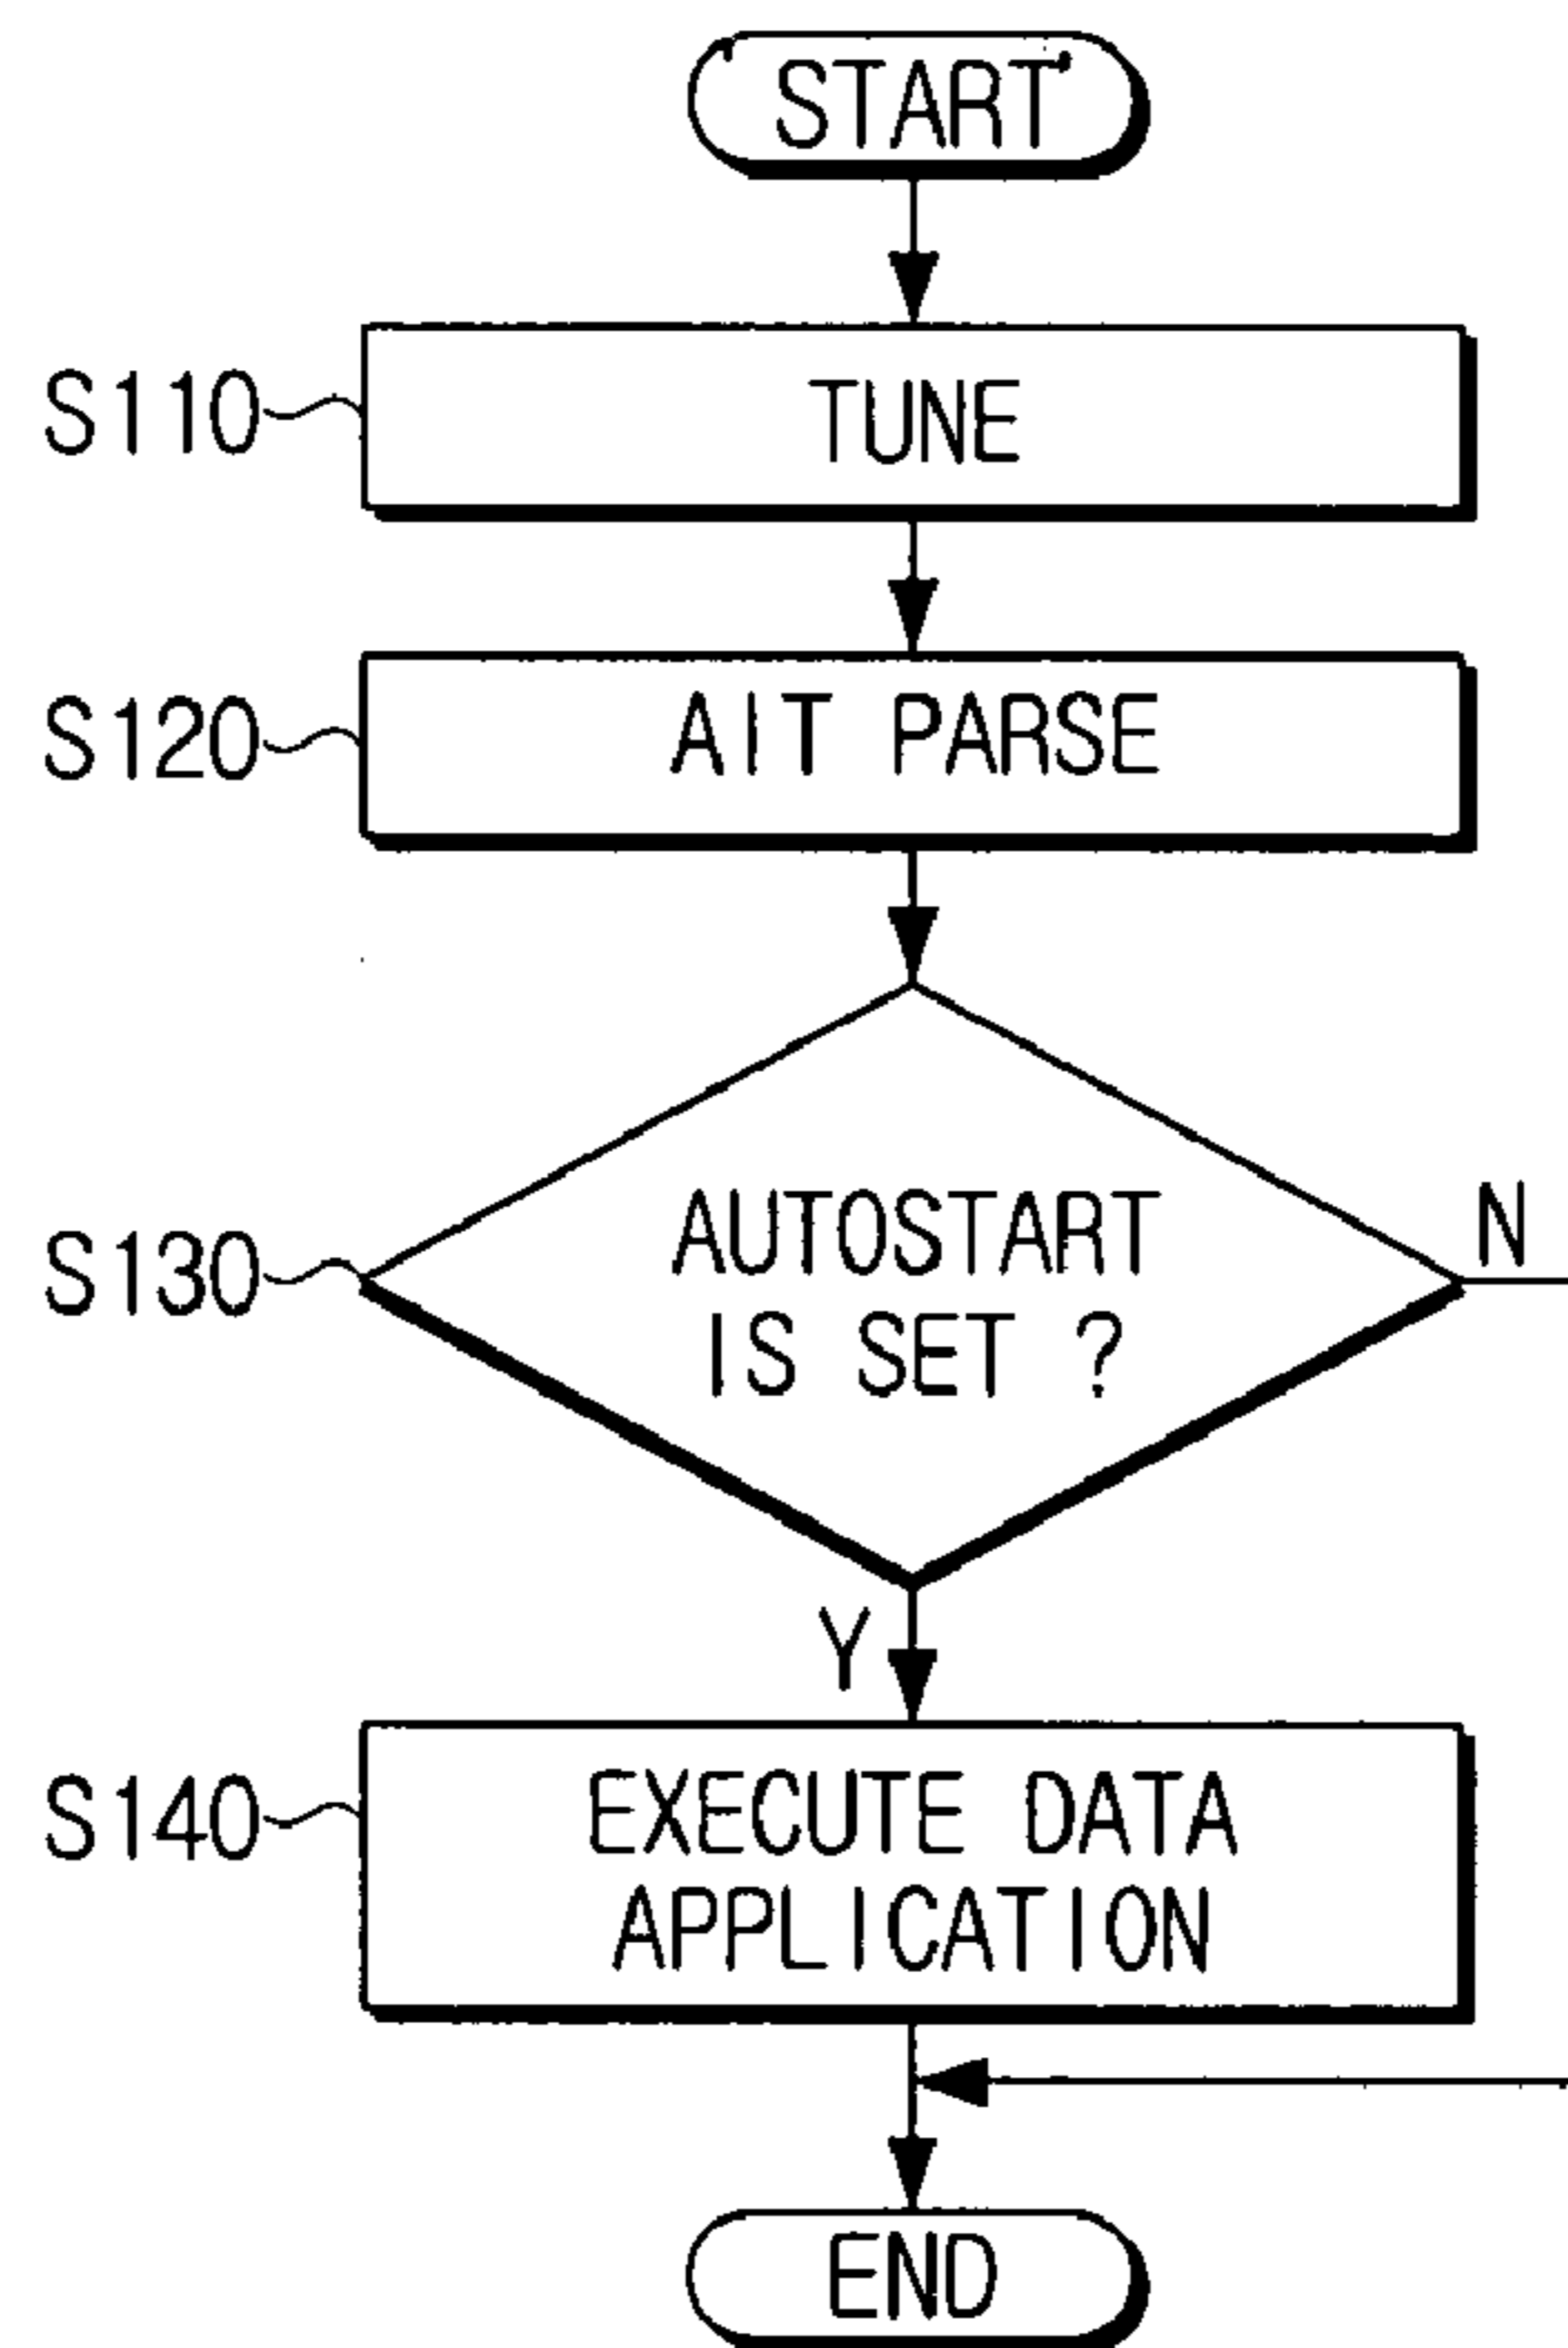 START
S110
TUNE
S120
AIT PARSE
S130
AUTOSTART
IS SET ?
N
Y
S140
EXECUTE DATA
APPLICATION
END